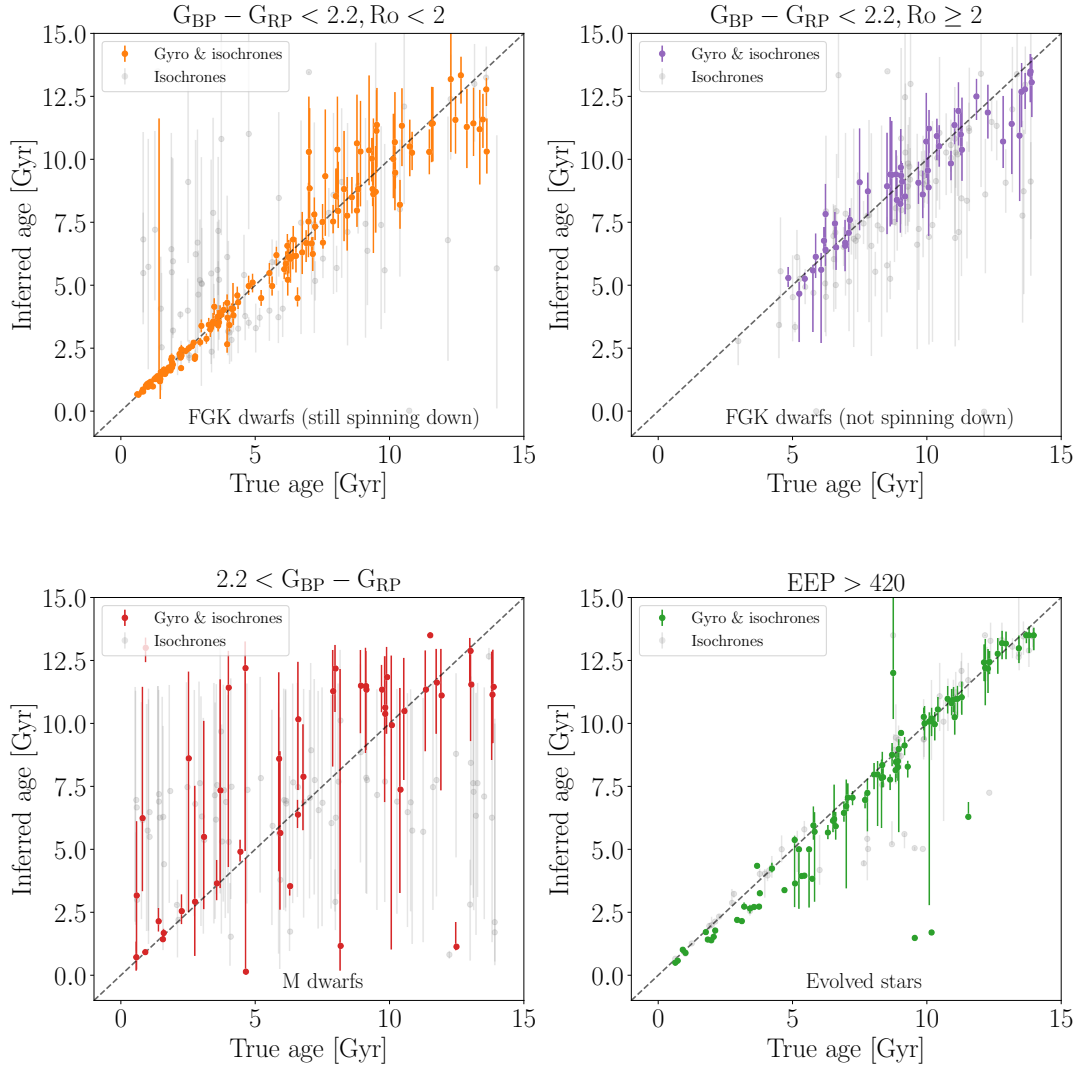 G_BP − G_RP < 2.2, Ro < 2
15.0
12.5
10.0
7.5
5.0
2.5
0.0
Inferred age [Gyr]
Gyro & isochrones
Isochrones
FGK dwarfs (still spinning down)
0
5
10
15
True age [Gyr]
G_BP − G_RP < 2.2, Ro ≥ 2
15.0
12.5
10.0
7.5
5.0
2.5
0.0
Inferred age [Gyr]
Gyro & isochrones
Isochrones
FGK dwarfs (not spinning down)
0
5
10
15
True age [Gyr]
2.2 < G_BP − G_RP
15.0
12.5
10.0
7.5
5.0
2.5
0.0
Inferred age [Gyr]
Gyro & isochrones
Isochrones
M dwarfs
0
5
10
15
True age [Gyr]
EEP > 420
15.0
12.5
10.0
7.5
5.0
2.5
0.0
Inferred age [Gyr]
Gyro & isochrones
Isochrones
Evolved stars
0
5
10
15
True age [Gyr]